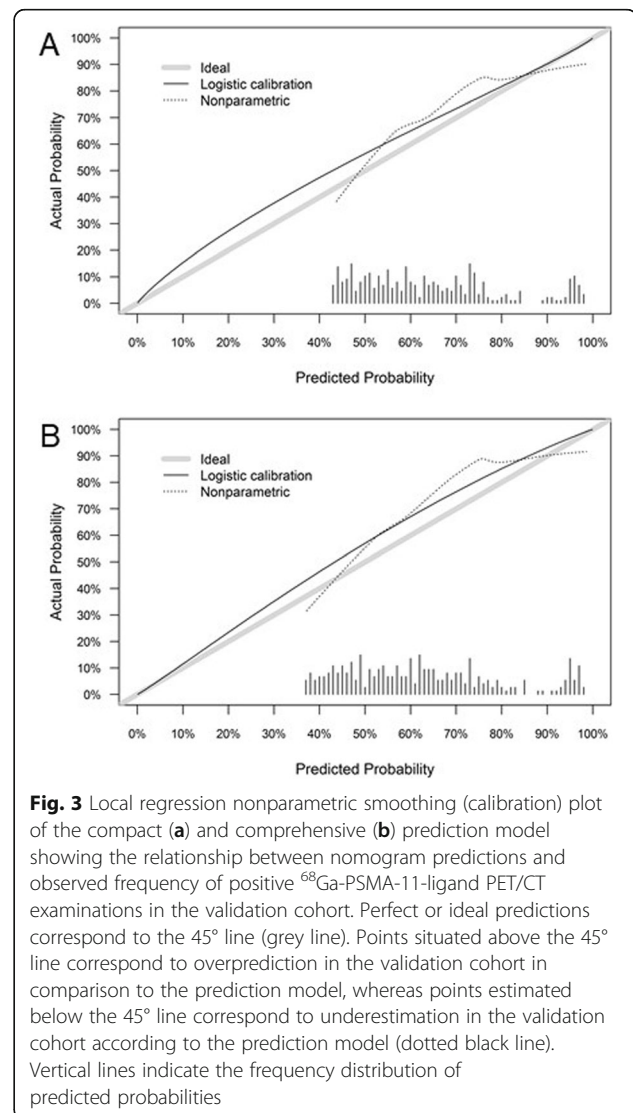 A
100%
90%
80%
70%
60%
50%
40%
30%
20%
10%
0%
Actual Probability
Ideal
Logistic calibration
Nonparametric
0% 10% 20% 30% 40% 50% 60% 70% 80% 90% 100%
Predicted Probability
B
100%
90%
80%
70%
60%
50%
40%
30%
20%
10%
0%
Actual Probability
Ideal
Logistic calibration
Nonparametric
0% 10% 20% 30% 40% 50% 60% 70% 80% 90% 100%
Predicted Probability
Fig. 3 Local regression nonparametric smoothing (calibration) plot
of the compact (a) and comprehensive (b) prediction model
showing the relationship between nomogram predictions and
observed frequency of positive ⁶⁸Ga-PSMA-11-ligand PET/CT
examinations in the validation cohort. Perfect or ideal predictions
correspond to the 45° line (grey line). Points situated above the 45°
line correspond to overprediction in the validation cohort in
comparison to the prediction model, whereas points estimated
below the 45° line correspond to underestimation in the validation
cohort according to the prediction model (dotted black line).
Vertical lines indicate the frequency distribution of
predicted probabilities